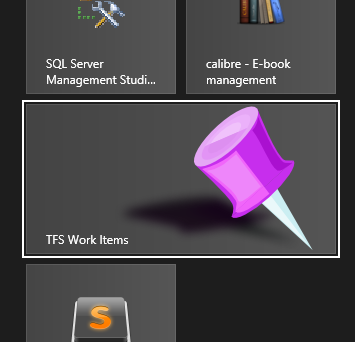 SQL Server
Management Studi...
calibre - E-book
management
TFS Work Items
S